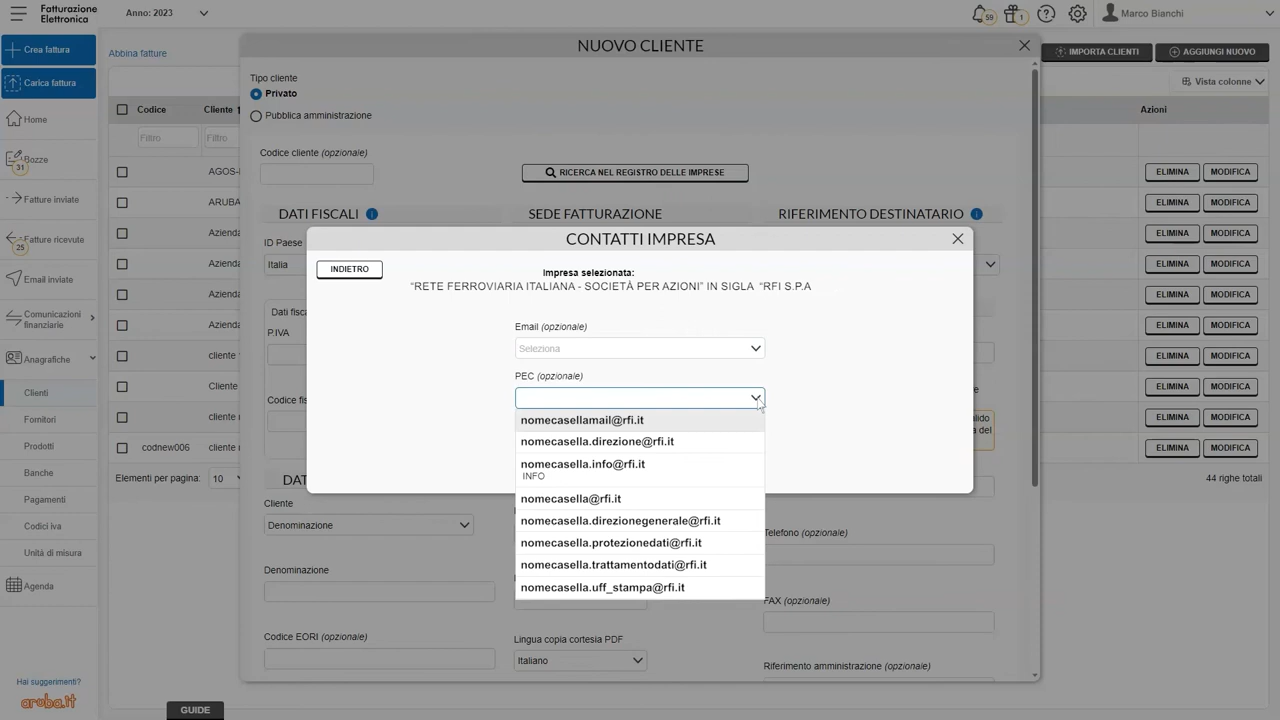 Fatturazione
Elettronica
Anno: 2023
59
1
Marco Bianchi
Crea fattura
Carica fattura
Home
Bozze
31
Fatture inviate
Fatture ricevute
25
Email inviate
Comunicazioni
finanziarie
Anagrafiche
Clienti
Fornitori
Prodotti
Banche
Pagamenti
Codici iva
Unità di misura
Agenda
Hai suggerimenti?
aruba.it
Abbina fatture
IMPORTA CLIENTI
AGGIUNGI NUOVO
Vista colonne
Codice
Cliente
Azioni
Filtro
Filtro
AGOS-
ELIMINA
MODIFICA
ARUBA
ELIMINA
MODIFICA
Azienda
ELIMINA
MODIFICA
Azienda
ELIMINA
MODIFICA
Azienda
ELIMINA
MODIFICA
Azienda
ELIMINA
MODIFICA
cliente
ELIMINA
MODIFICA
Cliente
ELIMINA
MODIFICA
cliente
ELIMINA
MODIFICA
codnew006
cliente
ELIMINA
MODIFICA
Elementi per pagina:
10
44 righe totali
NUOVO CLIENTE
Tipo cliente
Privato
Pubblica amministrazione
Codice cliente (opzionale)
RICERCA NEL REGISTRO DELLE IMPRESE
DATI FISCALI
SEDE FATTURAZIONE
RIFERIMENTO DESTINATARIO
ID Paese
Italia
Dati fisca
P.IVA
Codice fis
lido
a del
DAT
Cliente
Denominazione
Denominazione
Codice EORI (opzionale)
Lingua copia cortesia PDF
Italiano
Telefono (opzionale)
FAX (opzionale)
Riferimento amministrazione (opzionale)
CONTATTI IMPRESA
INDIETRO
Impresa selezionata:
“RETE FERROVIARIA ITALIANA - SOCIETÀ PER AZIONI” IN SIGLA “RFI S.P.A
Email (opzionale)
Seleziona
PEC (opzionale)
nomecasellamail@rfi.it
nomecasella.direzione@rfi.it
nomecasella.info@rfi.it
INFO
nomecasella@rfi.it
nomecasella.direzionegenerale@rfi.it
nomecasella.protezionedati@rfi.it
nomecasella.trattamentodati@rfi.it
nomecasella.uff_stampa@rfi.it
GUIDE